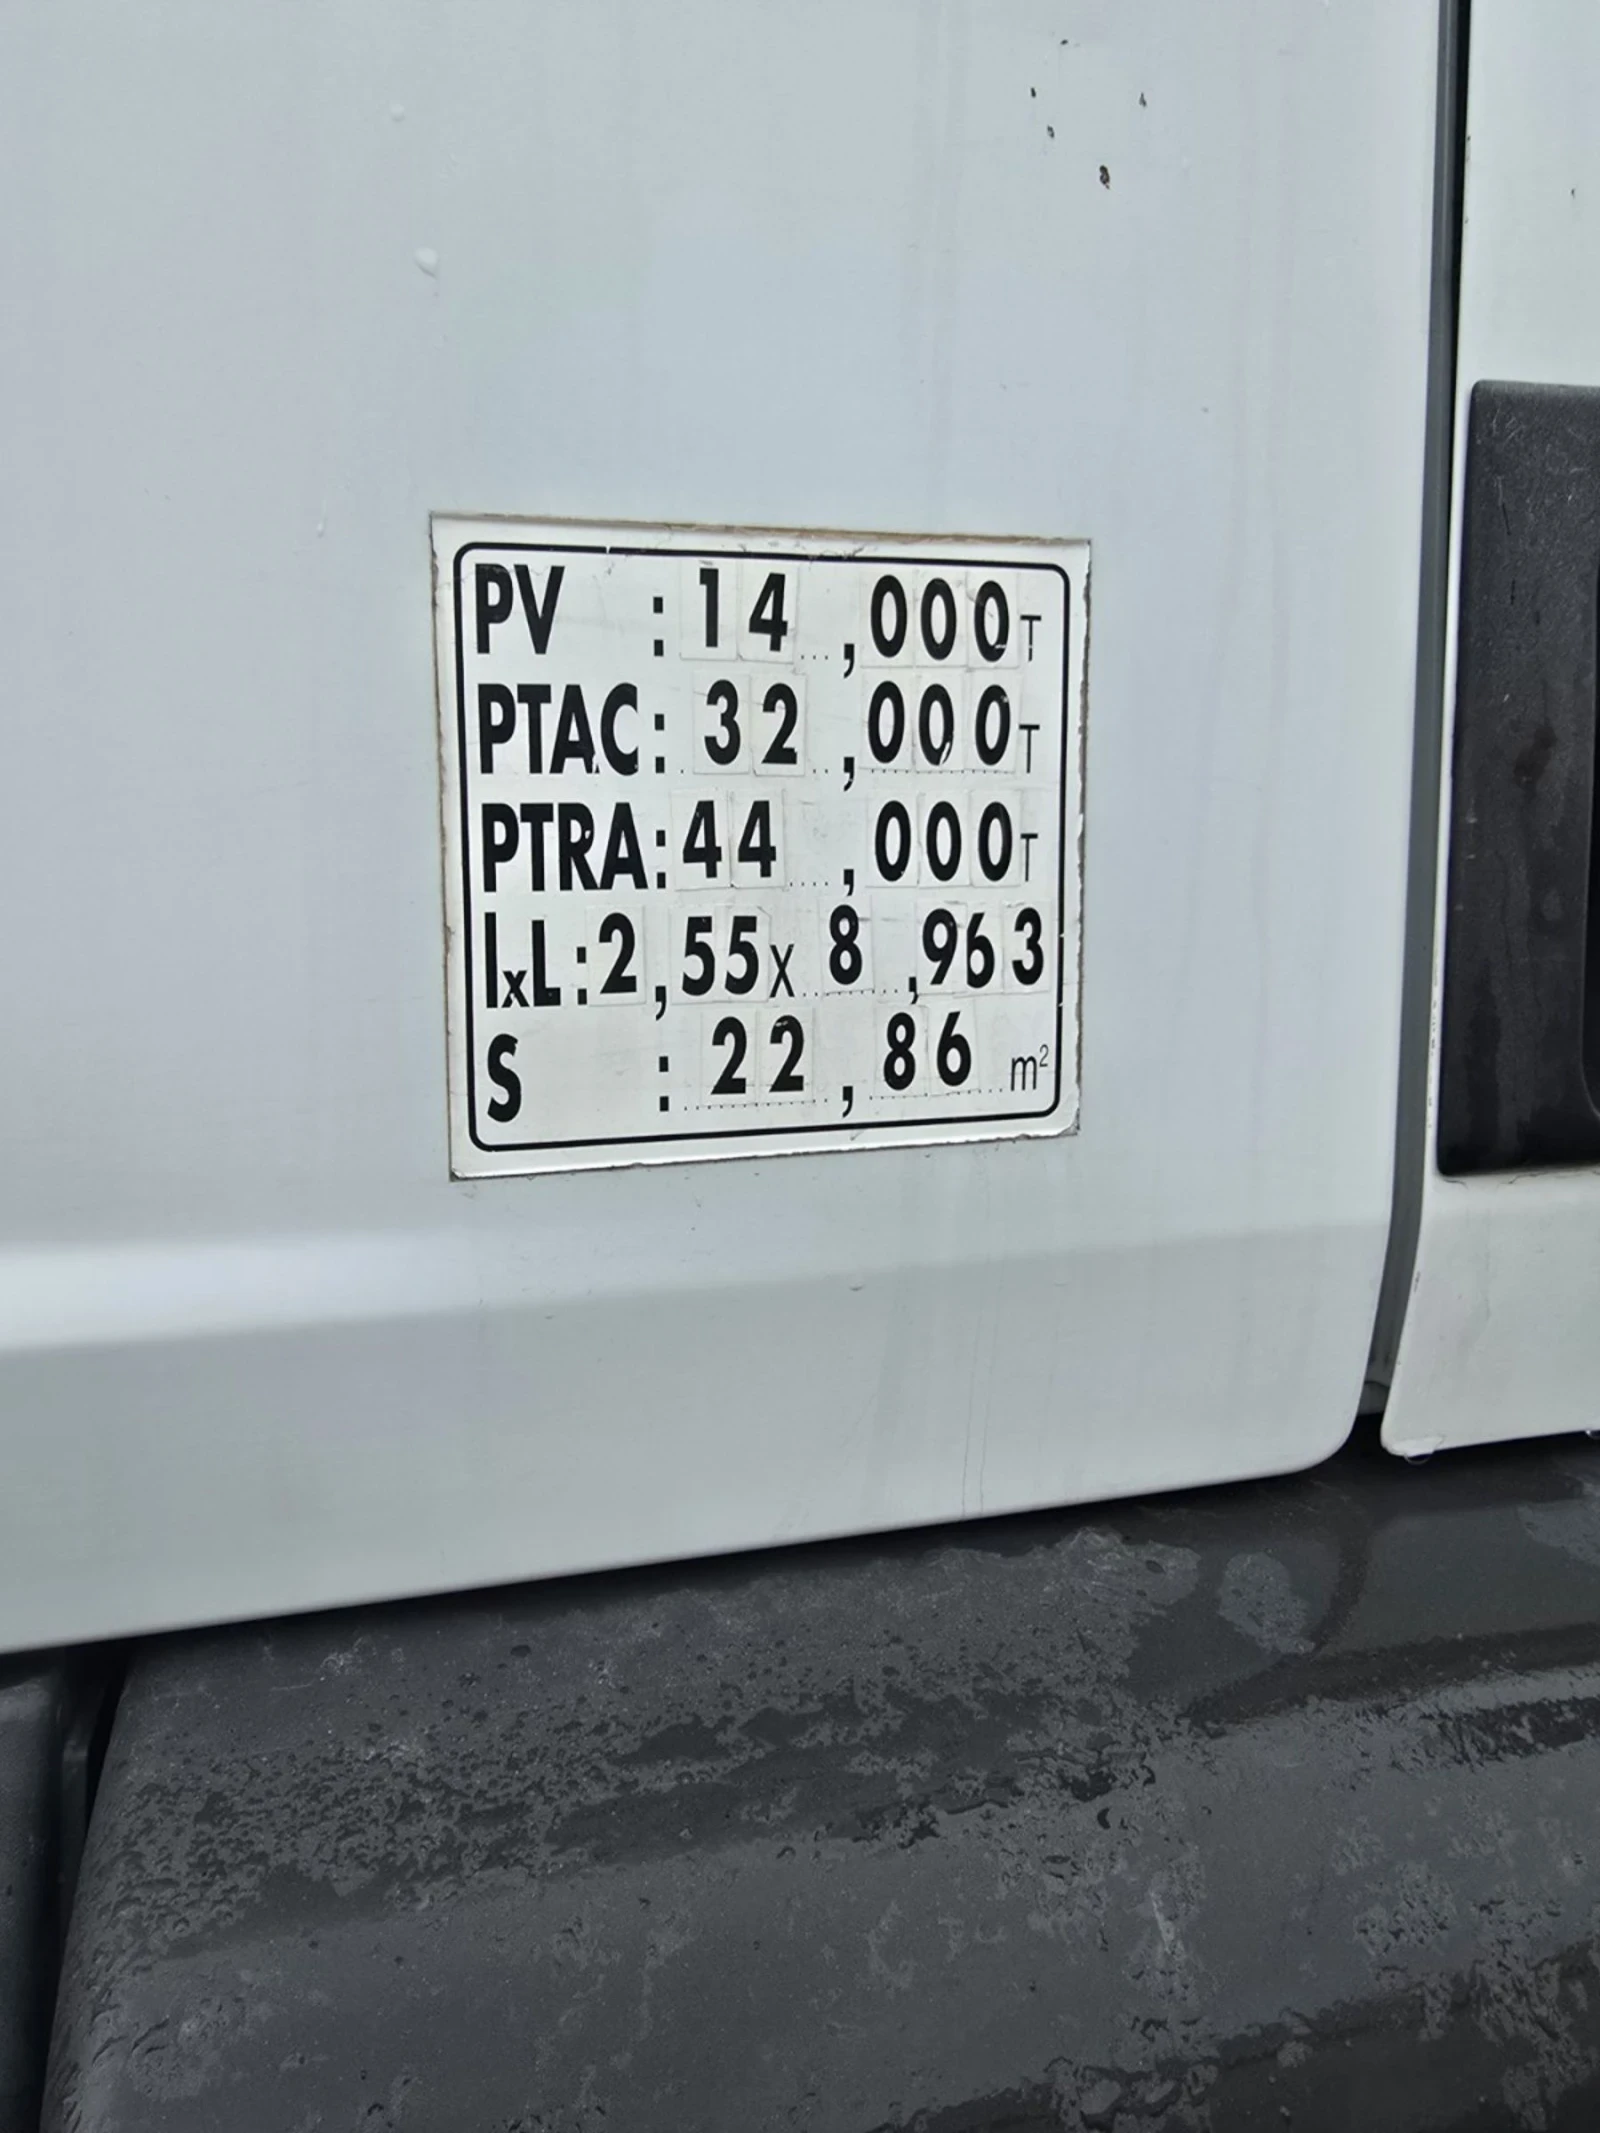 PV : 14 ,000 T
PTAC : 32 ,000 T
PTRA : 44 ,000 T
lxL : 2,55 x 8 ,963
S : 22,86 m²